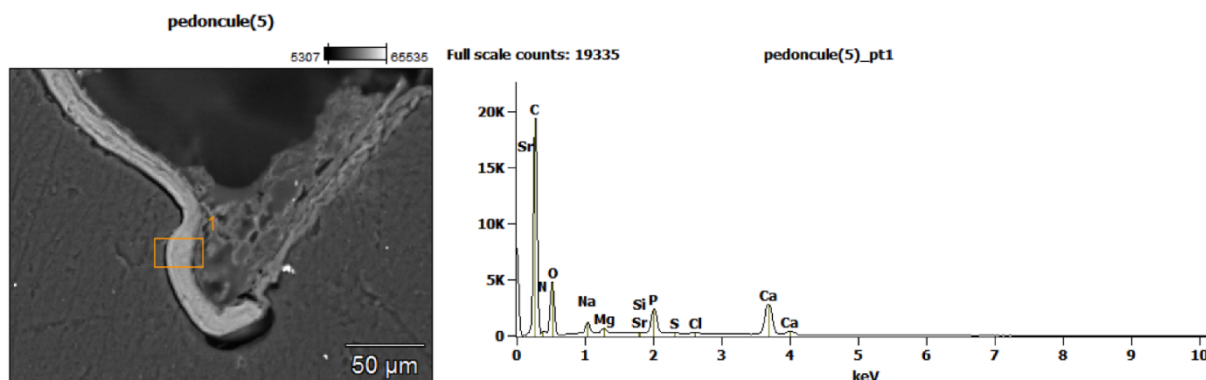 pedoncule(5)
5307 65535
1
50 µm
Full scale counts: 19335 pedoncule(5)_pt1
20K
15K
10K
5K
0
C
Sr
N
O
Na
Mg
Si
Sr
P
S
Cl
Ca
Ca
0 1 2 3 4 5 6 7 8 9 10
keV